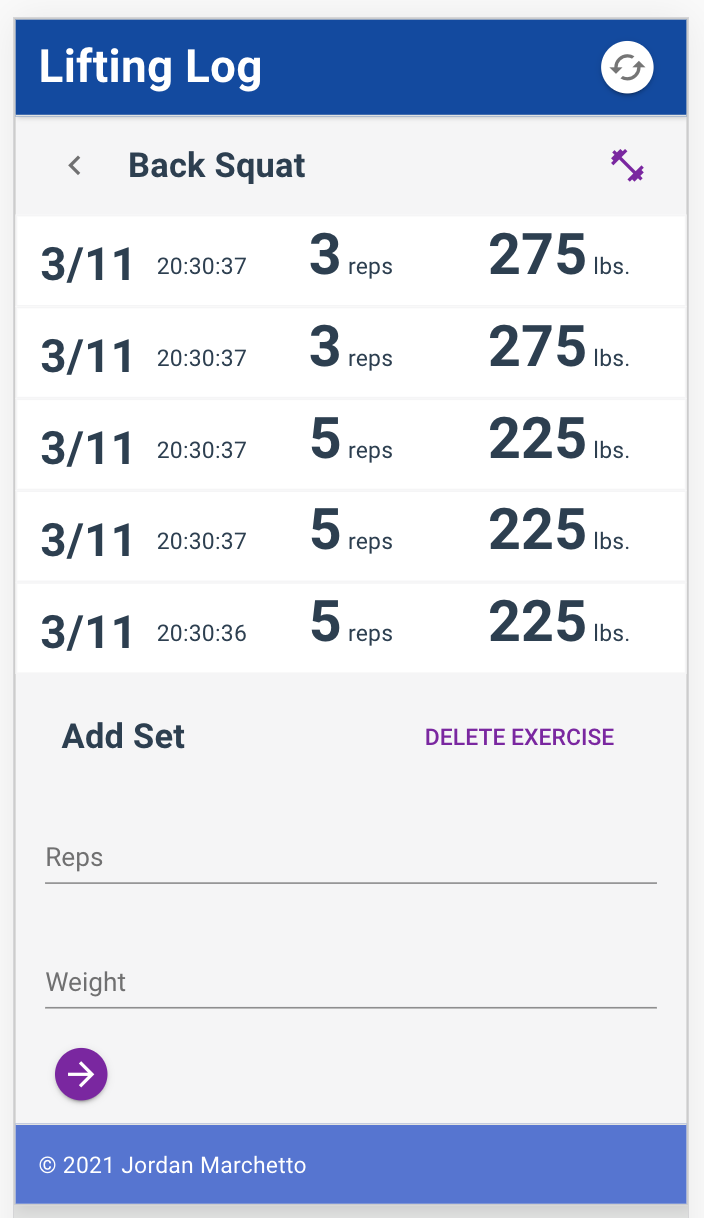 Lifting Log
Back Squat
3/11 20:30:37 3 reps 275 lbs.
3/11 20:30:37 3 reps 275 lbs.
3/11 20:30:37 5 reps 225 lbs.
3/11 20:30:37 5 reps 225 lbs.
3/11 20:30:36 5 reps 225 lbs.
Add Set DELETE EXERCISE
Reps
Weight
© 2021 Jordan Marchetto